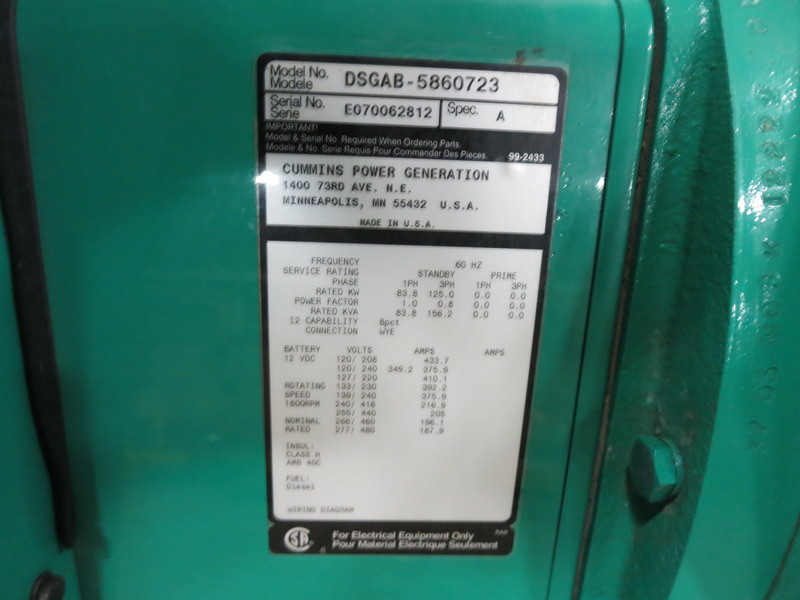 Model No.
Modele DSGAB-5860723
Serial No.
Serie E070062812 Spec. A
IMPORTANT!
Model & Serial No. Required When Ordering Parts.
Modele & No. Serie Requis Pour Commander Des Pieces. 99-2433
CUMMINS POWER GENERATION
1400 73RD AVE. N.E.
MINNEAPOLIS, MN 55432 U.S.A.
MADE IN U.S.A.
FREQUENCY 60 HZ
SERVICE RATING STANDBY PRIME
PHASE 1PH 3PH 1PH 3PH
RATED KW 83.8 125.0 0.0 0.0
POWER FACTOR 1.0 0.8 0.0 0.0
RATED KVA 83.8 156.2 0.0 0.0
12 CAPABILITY 8pct
CONNECTION WYE
BATTERY VOLTS AMPS AMPS
12 VDC 120/ 208 433.7
120/ 240 349.2 375.9
127/ 220 410.1
ROTATING 133/ 230 392.2
SPEED 139/ 240 375.9
1800RPM 240/ 416 216.9
255/ 440 205
NOMINAL 266/ 460 196.1
RATED 277/ 480 187.9
INSUL:
CLASS H
AMB 40C
FUEL:
Diesel
WIRING DIAGRAM
For Electrical Equipment Only
Pour Material Electrique Seulement